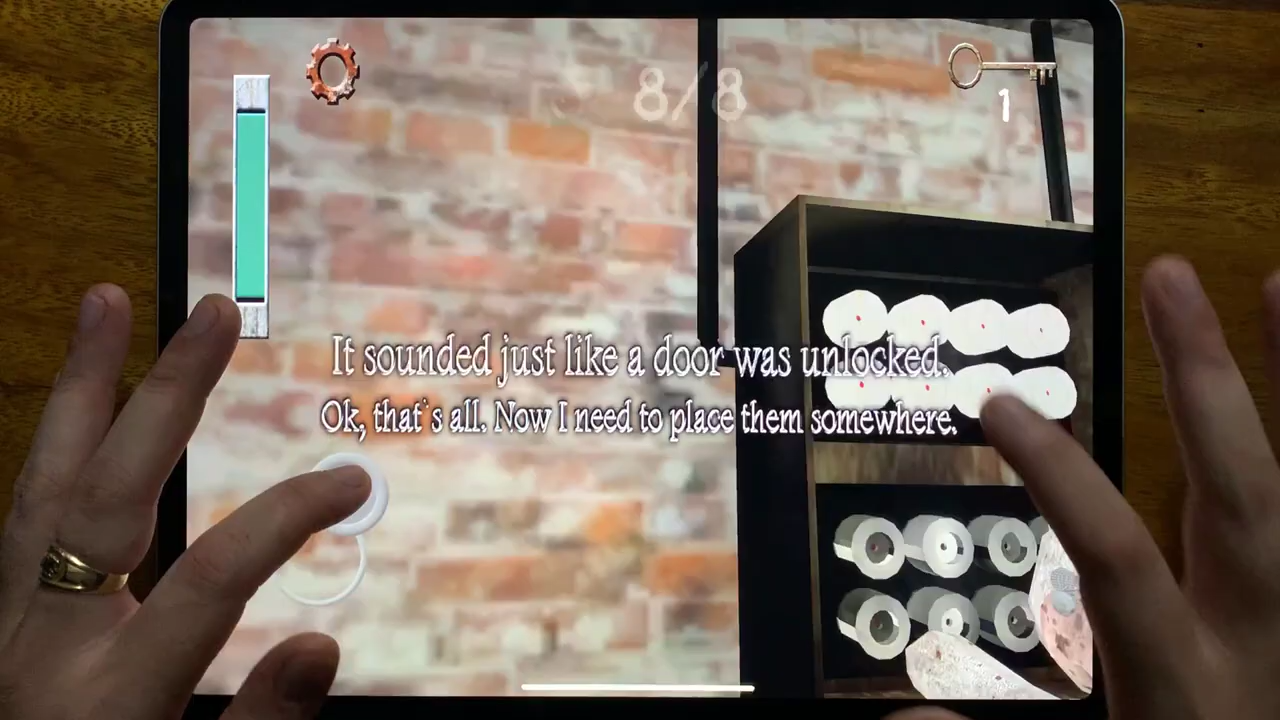 8/8
1
It sounded just like a door was unlocked.
Ok, that`s all. Now I need to place them somewhere.